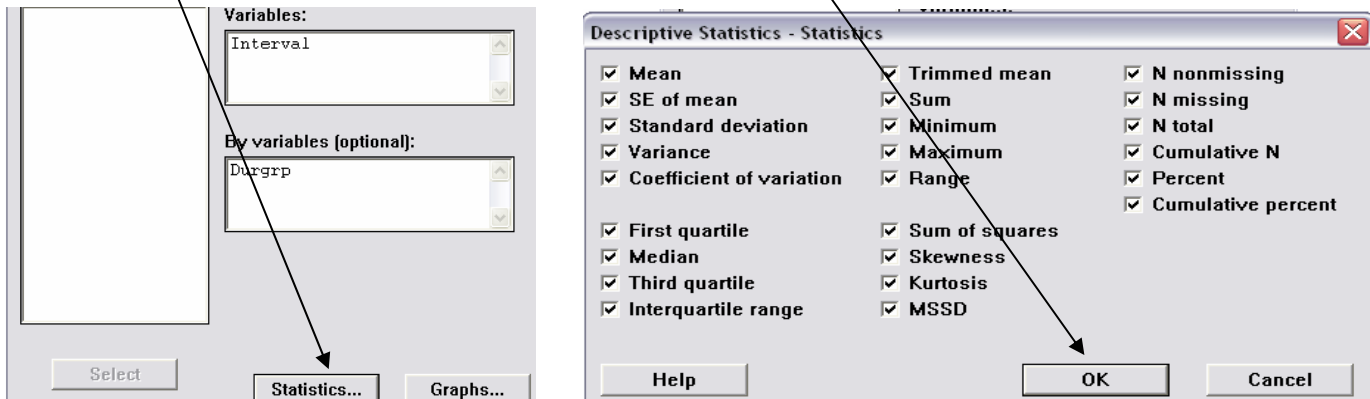 Variables:
Interval
By variables (optional):
Durgrp
Select
Statistics...
Graphs...
Descriptive Statistics - Statistics
Mean
SE of mean
Standard deviation
Variance
Coefficient of variation
First quartile
Median
Third quartile
Interquartile range
Trimmed mean
Sum
Minimum
Maximum
Range
Sum of squares
Skewness
Kurtosis
MSSD
N nonmissing
N missing
N total
Cumulative N
Percent
Cumulative percent
Help
OK
Cancel